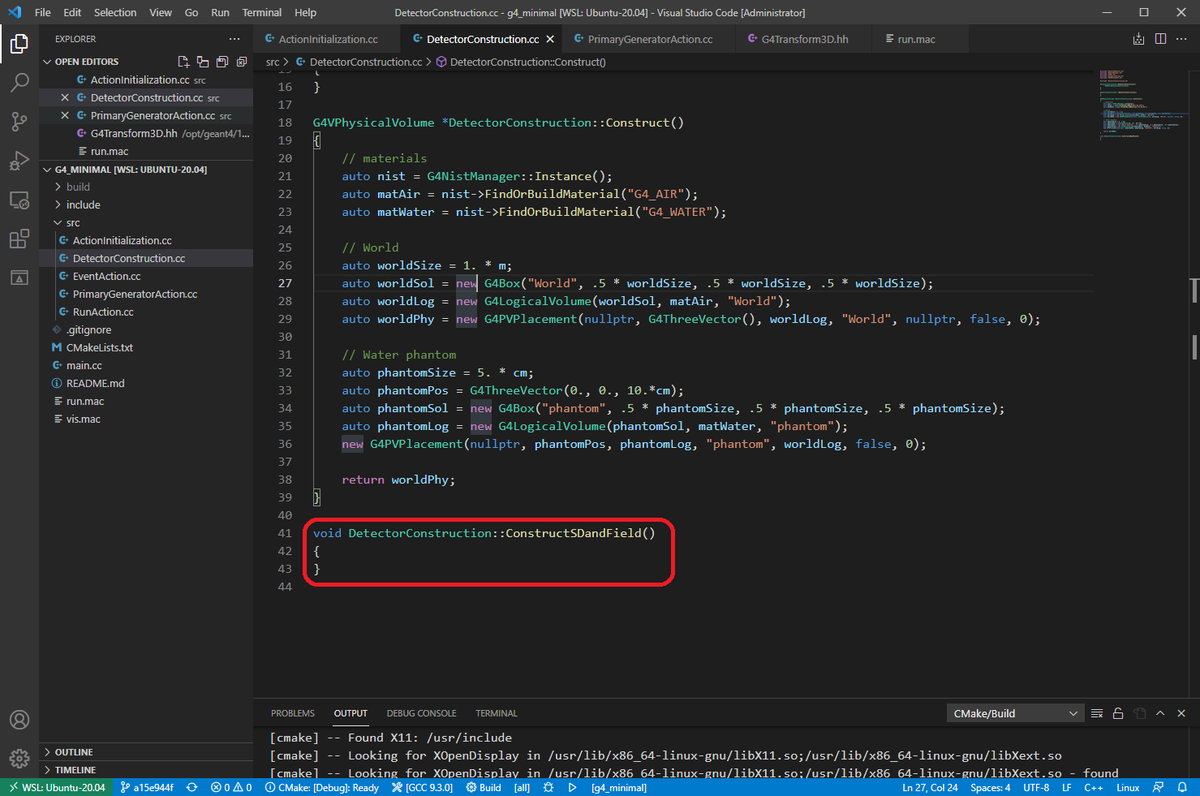 File Edit Selection View Go Run Terminal Help DetectorConstruction.cc - g4_minimal [WSL: Ubuntu-20.04] - Visual Studio Code [Administrator]
EXPLORER
OPEN EDITORS
ActionInitialization.cc src
DetectorConstruction.cc src
PrimaryGeneratorAction.cc src
G4Transform3D.hh /opt/geant4/1...
run.mac
G4_MINIMAL [WSL: UBUNTU-20.04]
build
include
src
ActionInitialization.cc
DetectorConstruction.cc
EventAction.cc
PrimaryGeneratorAction.cc
RunAction.cc
.gitignore
CMakeLists.txt
main.cc
README.md
run.mac
vis.mac
OUTLINE
TIMELINE
ActionInitialization.cc DetectorConstruction.cc PrimaryGeneratorAction.cc G4Transform3D.hh run.mac
src > DetectorConstruction.cc > DetectorConstruction::Construct()
15 {
16 }
17
18 G4VPhysicalVolume *DetectorConstruction::Construct()
19 {
20 // materials
21 auto nist = G4NistManager::Instance();
22 auto matAir = nist->FindOrBuildMaterial("G4_AIR");
23 auto matWater = nist->FindOrBuildMaterial("G4_WATER");
24
25 // World
26 auto worldSize = 1. * m;
27 auto worldSol = new G4Box("World", .5 * worldSize, .5 * worldSize, .5 * worldSize);
28 auto worldLog = new G4LogicalVolume(worldSol, matAir, "World");
29 auto worldPhy = new G4PVPlacement(nullptr, G4ThreeVector(), worldLog, "World", nullptr, false, 0);
30
31 // Water phantom
32 auto phantomSize = 5. * cm;
33 auto phantomPos = G4ThreeVector(0., 0., 10.*cm);
34 auto phantomSol = new G4Box("phantom", .5 * phantomSize, .5 * phantomSize, .5 * phantomSize);
35 auto phantomLog = new G4LogicalVolume(phantomSol, matWater, "phantom");
36 new G4PVPlacement(nullptr, phantomPos, phantomLog, "phantom", worldLog, false, 0);
37
38 return worldPhy;
39 }
40
41 void DetectorConstruction::ConstructSDandField()
42 {
43 }
44
PROBLEMS OUTPUT DEBUG CONSOLE TERMINAL CMake/Build
[cmake] -- Found X11: /usr/include
[cmake] -- Looking for XOpenDisplay in /usr/lib/x86_64-linux-gnu/libX11.so;/usr/lib/x86_64-linux-gnu/libXext.so
[cmake] -- Looking for XOpenDisplay in /usr/lib/x86_64-linux-gnu/libX11.so;/usr/lib/x86_64-linux-gnu/libXext.so - found
WSL: Ubuntu-20.04 a15e944f 0 0 CMake: [Debug]: Ready [GCC 9.3.0] Build [all] [g4_minimal] Ln 27, Col 24 Spaces: 4 UTF-8 LF C++ Linux